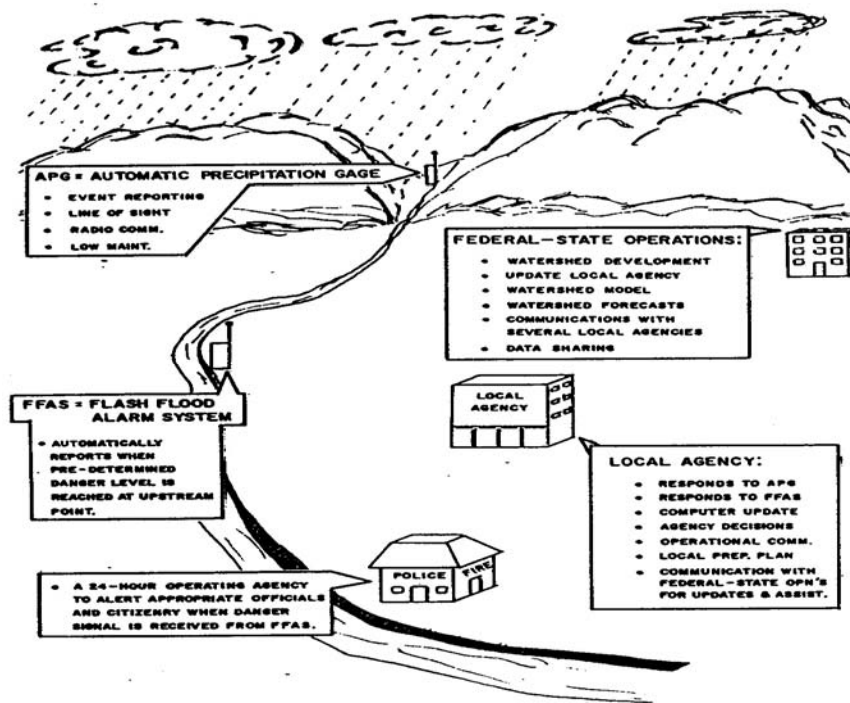 APG = AUTOMATIC PRECIPITATION GAGE
• EVENT REPORTING
• LINE OF SIGHT
• RADIO COMM.
• LOW MAINT.
FEDERAL-STATE OPERATIONS:
• WATERSHED DEVELOPMENT
• UPDATE LOCAL AGENCY
• WATERSHED MODEL
• WATERSHED FORECASTS
• COMMUNICATIONS WITH
SEVERAL LOCAL AGENCIES
• DATA SHARING
FFAS = FLASH FLOOD
ALARM SYSTEM
• AUTOMATICALLY
REPORTS WHEN
PRE-DETERMINED
DANGER LEVEL IS
REACHED AT UPSTREAM
POINT.
LOCAL
AGENCY
LOCAL AGENCY:
• RESPONDS TO APG
• RESPONDS TO FFAS
• COMPUTER UPDATE
• AGENCY DECISIONS
• OPERATIONAL COMM.
• LOCAL PREP. PLAN
• COMMUNICATION WITH
FEDERAL-STATE OPN'S
FOR UPDATES & ASSIST.
POLICE
FIRE
• A 24-HOUR OPERATING AGENCY
TO ALERT APPROPRIATE OFFICIALS
AND CITIZENRY WHEN DANGER
SIGNAL IS RECEIVED FROM FFAS.